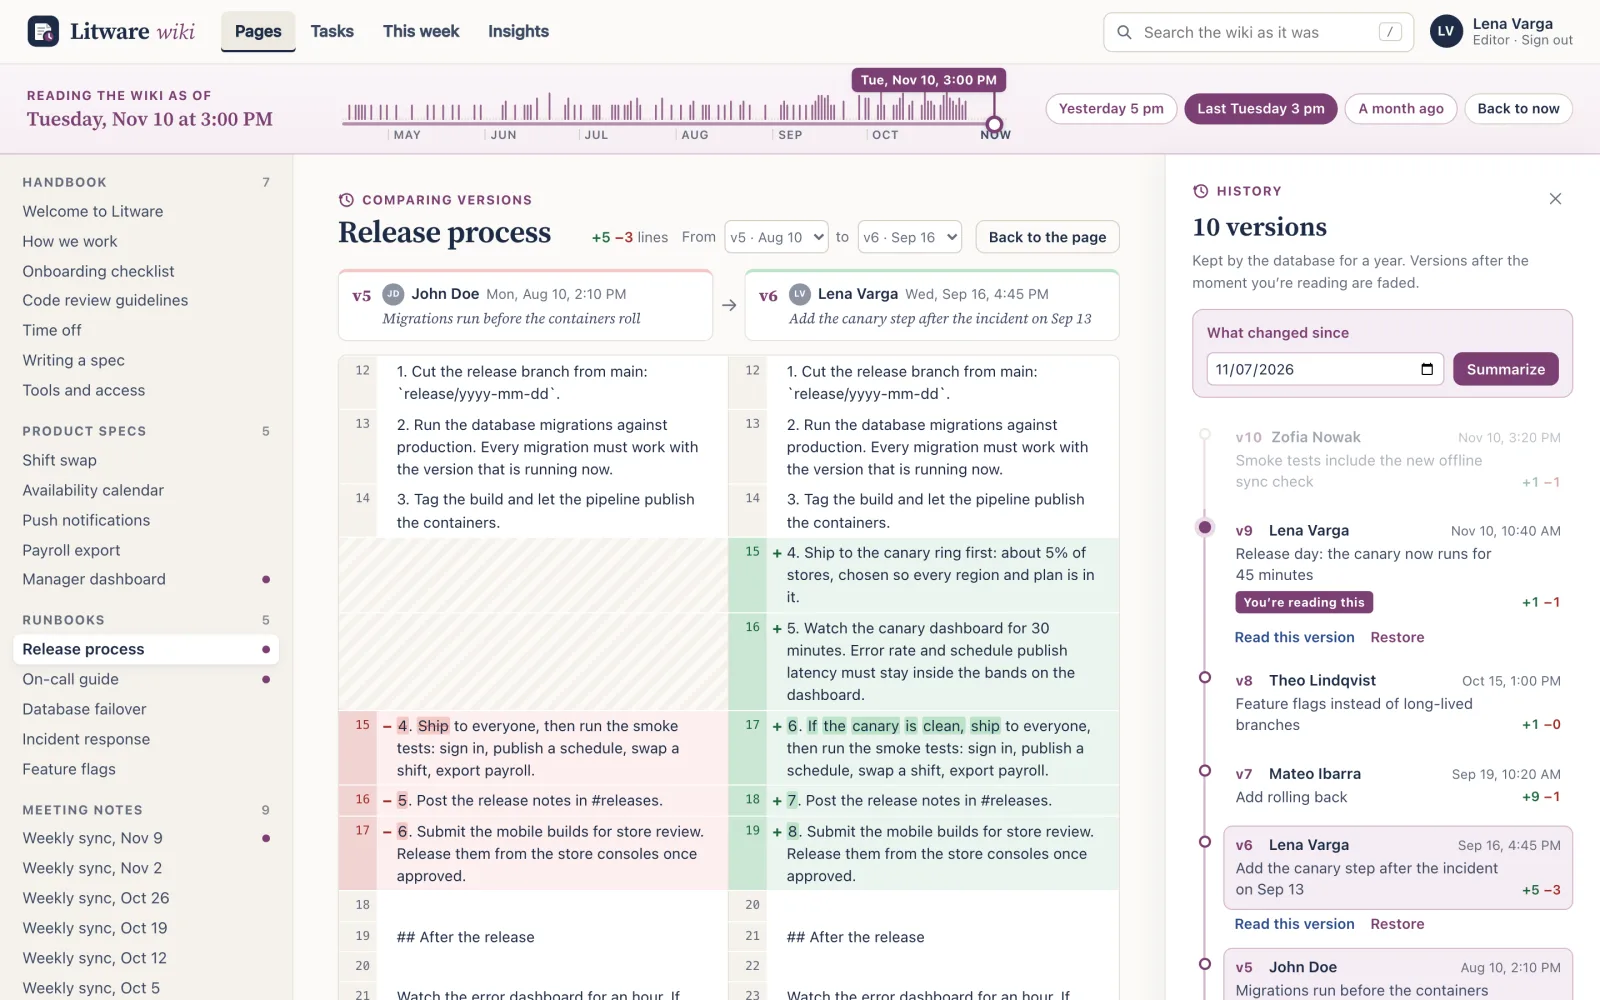 Litware wiki
Pages
Tasks
This week
Insights
Search the wiki as it was
/
LV
Lena Varga
Editor · Sign out
READING THE WIKI AS OF
Tuesday, Nov 10 at 3:00 PM
Tue, Nov 10, 3:00 PM
MAY
JUN
JUL
AUG
SEP
OCT
NOW
Yesterday 5 pm
Last Tuesday 3 pm
A month ago
Back to now
HANDBOOK 7
Welcome to Litware
How we work
Onboarding checklist
Code review guidelines
Time off
Writing a spec
Tools and access
PRODUCT SPECS 5
Shift swap
Availability calendar
Push notifications
Payroll export
Manager dashboard
RUNBOOKS 5
Release process
On-call guide
Database failover
Incident response
Feature flags
MEETING NOTES 9
Weekly sync, Nov 9
Weekly sync, Nov 2
Weekly sync, Oct 26
Weekly sync, Oct 19
Weekly sync, Oct 12
Weekly sync, Oct 5
COMPARING VERSIONS
Release process
+5 −3 lines
From
v5 · Aug 10
to
v6 · Sep 16
Back to the page
v5 JD John Doe Mon, Aug 10, 2:10 PM
Migrations run before the containers roll
v6 LV Lena Varga Wed, Sep 16, 4:45 PM
Add the canary step after the incident on Sep 13
12 1. Cut the release branch from main:
`release/yyyy-mm-dd`.
13 2. Run the database migrations against
production. Every migration must work with
the version that is running now.
14 3. Tag the build and let the pipeline publish
the containers.
15 − 4. Ship to everyone, then run the smoke
tests: sign in, publish a schedule, swap a
shift, export payroll.
16 − 5. Post the release notes in #releases.
17 − 6. Submit the mobile builds for store review.
Release them from the store consoles once
approved.
18
19 ## After the release
20
21 Watch the error dashboard for an hour. If
12 1. Cut the release branch from main:
`release/yyyy-mm-dd`.
13 2. Run the database migrations against
production. Every migration must work with
the version that is running now.
14 3. Tag the build and let the pipeline publish
the containers.
15 + 4. Ship to the canary ring first: about 5% of
stores, chosen so every region and plan is in
it.
16 + 5. Watch the canary dashboard for 30
minutes. Error rate and schedule publish
latency must stay inside the bands on the
dashboard.
17 + 6. If the canary is clean, ship to everyone,
then run the smoke tests: sign in, publish a
schedule, swap a shift, export payroll.
18 + 7. Post the release notes in #releases.
19 + 8. Submit the mobile builds for store review.
Release them from the store consoles once
approved.
20
21 ## After the release
22
23 Watch the error dashboard for an hour. If
HISTORY
10 versions
Kept by the database for a year. Versions after the
moment you're reading are faded.
What changed since
11/07/2026
Summarize
v10 Zofia Nowak Nov 10, 3:20 PM
Smoke tests include the new offline
sync check +1 −1
v9 Lena Varga Nov 10, 10:40 AM
Release day: the canary now runs for
45 minutes
You're reading this +1 −1
Read this version Restore
v8 Theo Lindqvist Oct 15, 1:00 PM
Feature flags instead of long-lived
branches +1 −0
v7 Mateo Ibarra Sep 19, 10:20 AM
Add rolling back +9 −1
v6 Lena Varga Sep 16, 4:45 PM
Add the canary step after the incident
on Sep 13 +5 −3
Read this version Restore
v5 John Doe Aug 10, 2:10 PM
Migrations run before the containers